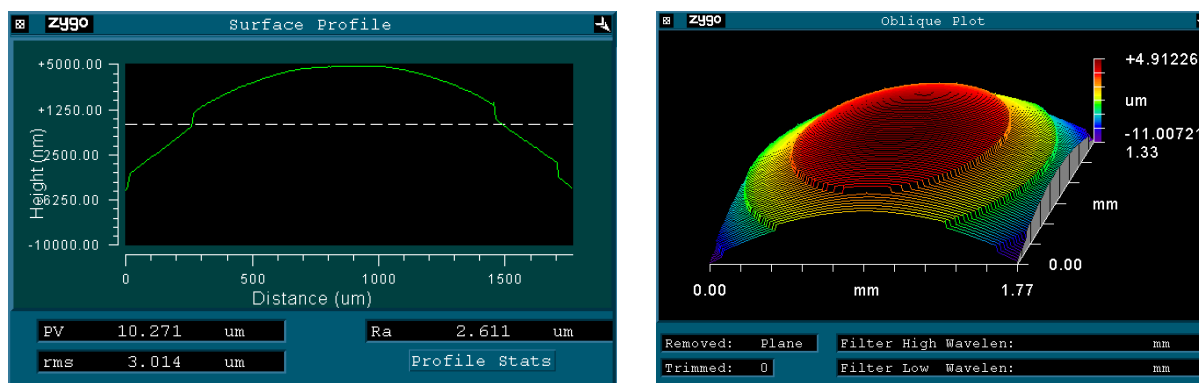 zygo Surface Profile
+5000.00
+1250.00
-2500.00
-6250.00
-10000.00
Height (nm)
0 500 1000 1500
Distance (um)
PV 10.271 um
Ra 2.611 um
rms 3.014 um
Profile Stats
zygo Oblique Plot
+4.91226
um
-11.00721
1.33
mm
0.00
0.00 mm 1.77
Removed: Plane
Filter High Wavelen: mm
Trimmed: 0
Filter Low Wavelen: mm